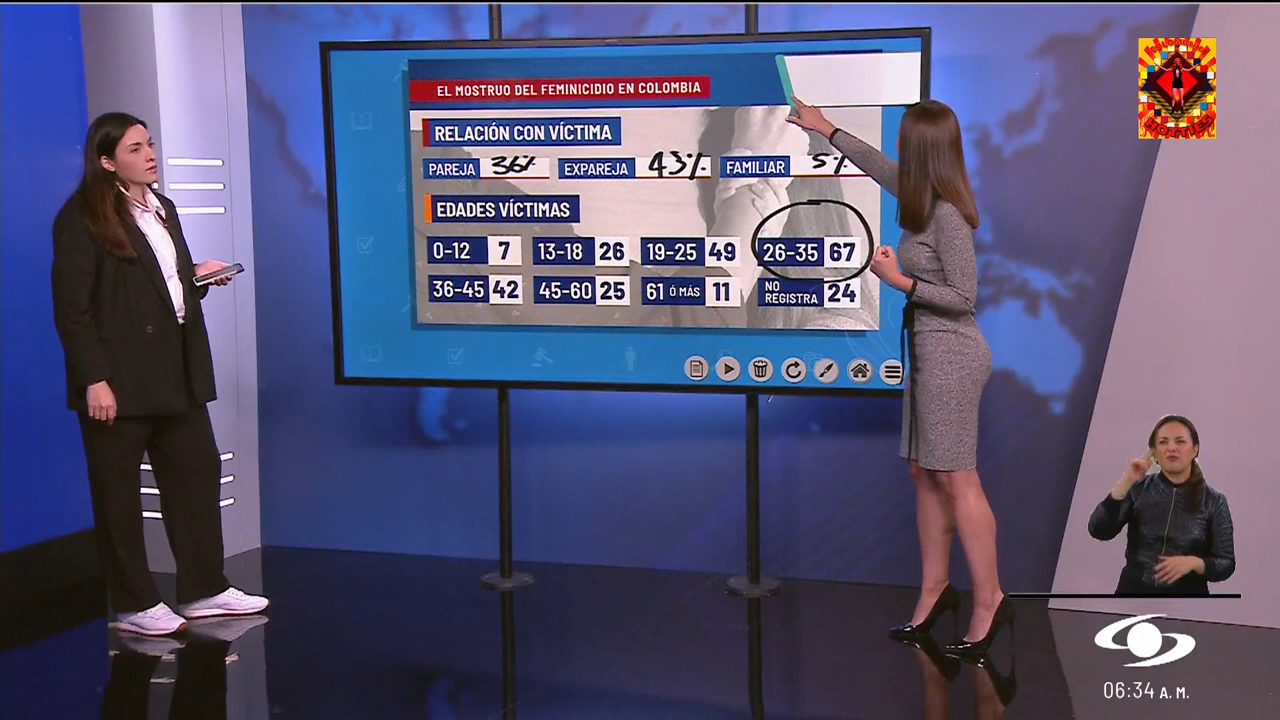 EL MOSTRUO DEL FEMINICIDIO EN COLOMBIA
RELACIÓN CON VÍCTIMA
PAREJA 36% EXPAREJA 43% FAMILIAR 5%
EDADES VÍCTIMAS
0-12 7 13-18 26 19-25 49 26-35 67
36-45 42 45-60 25 61 Ó MÁS 11 NO REGISTRA 24
06:34 A.M.